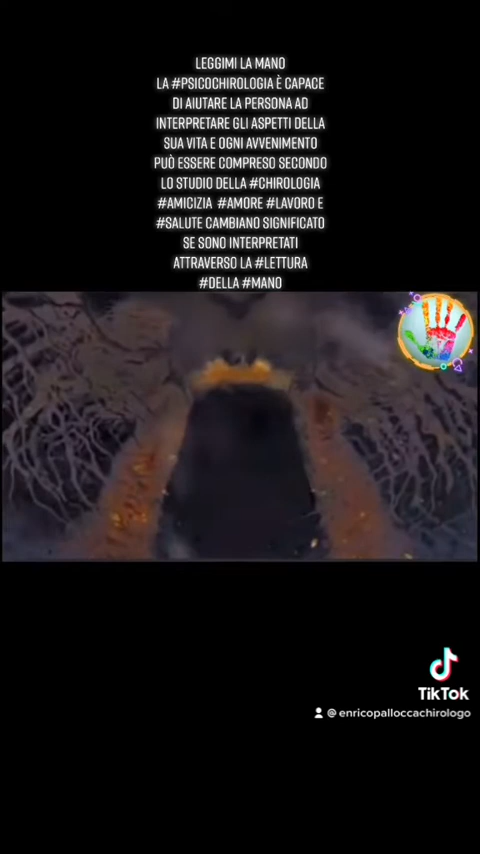 LEGGIMI LA MANO
LA #PSICOCHIROLOGIA È CAPACE
DI AIUTARE LA PERSONA AD
INTERPRETARE GLI ASPETTI DELLA
SUA VITA E OGNI AVVENIMENTO
PUÒ ESSERE COMPRESO SECONDO
LO STUDIO DELLA #CHIROLOGIA
#AMICIZIA #AMORE #LAVORO E
#SALUTE CAMBIANO SIGNIFICATO
SE SONO INTERPRETATI
ATTRAVERSO LA #LETTURA
#DELLA #MANO
TikTok
@enricopalloccachirologo